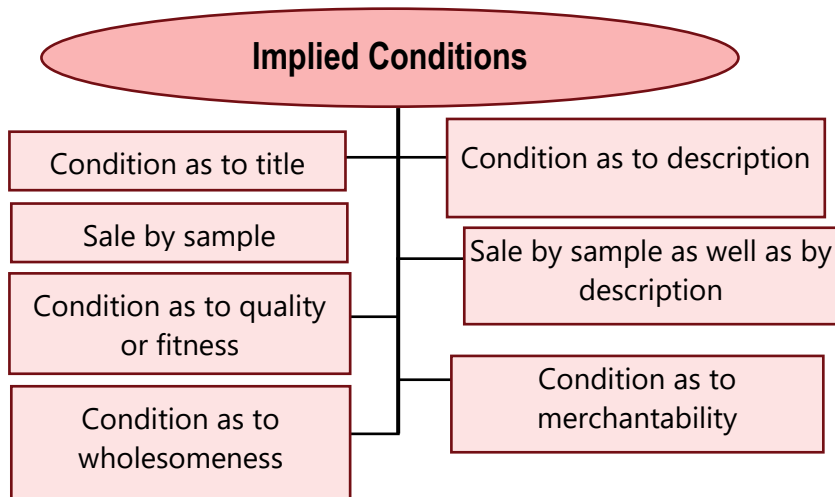 Implied Conditions
Condition as to title
Condition as to description
Sale by sample
Sale by sample as well as by
description
Condition as to quality
or fitness
Condition as to
merchantability
Condition as to
wholesomeness